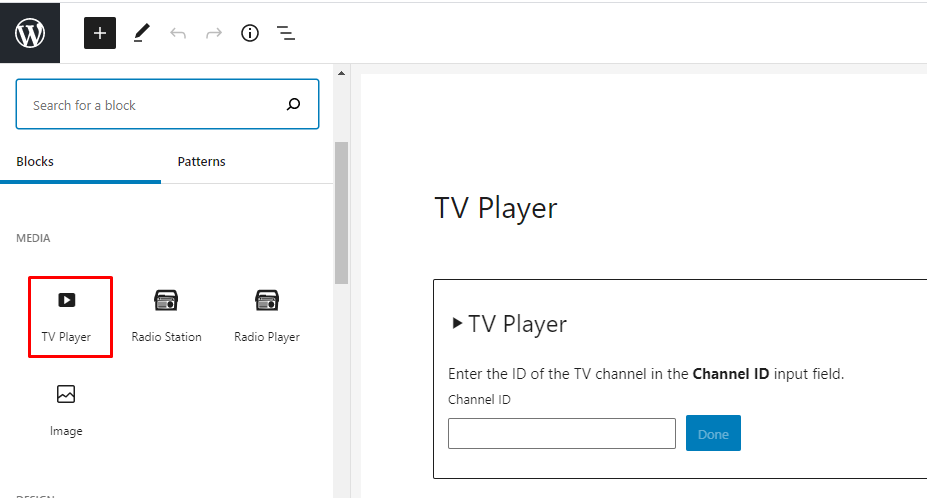 Search for a block
Blocks Patterns
MEDIA
TV Player Radio Station Radio Player
Image
TV Player
TV Player
Enter the ID of the TV channel in the Channel ID input field.
Channel ID
Done